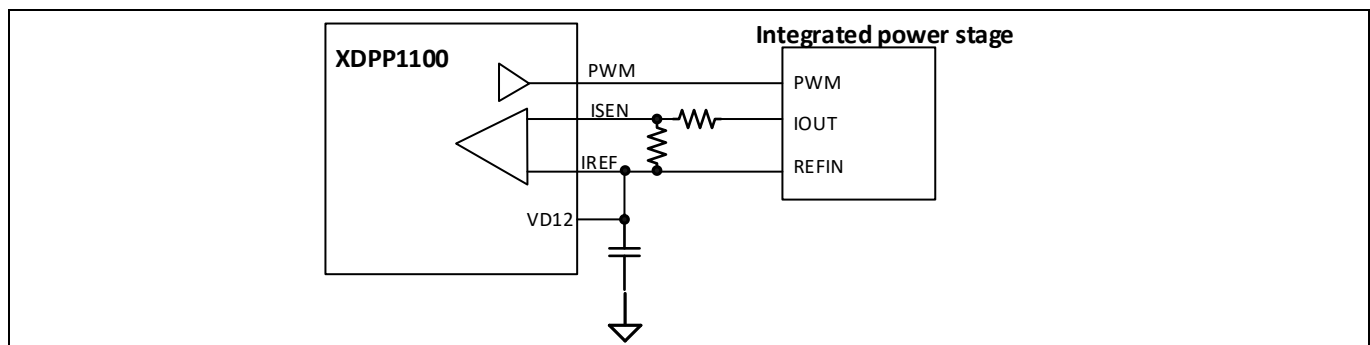 Integrated power stage
XDPP1100
PWM
PWM
ISEN
IOUT
IREF
REFIN
VD12